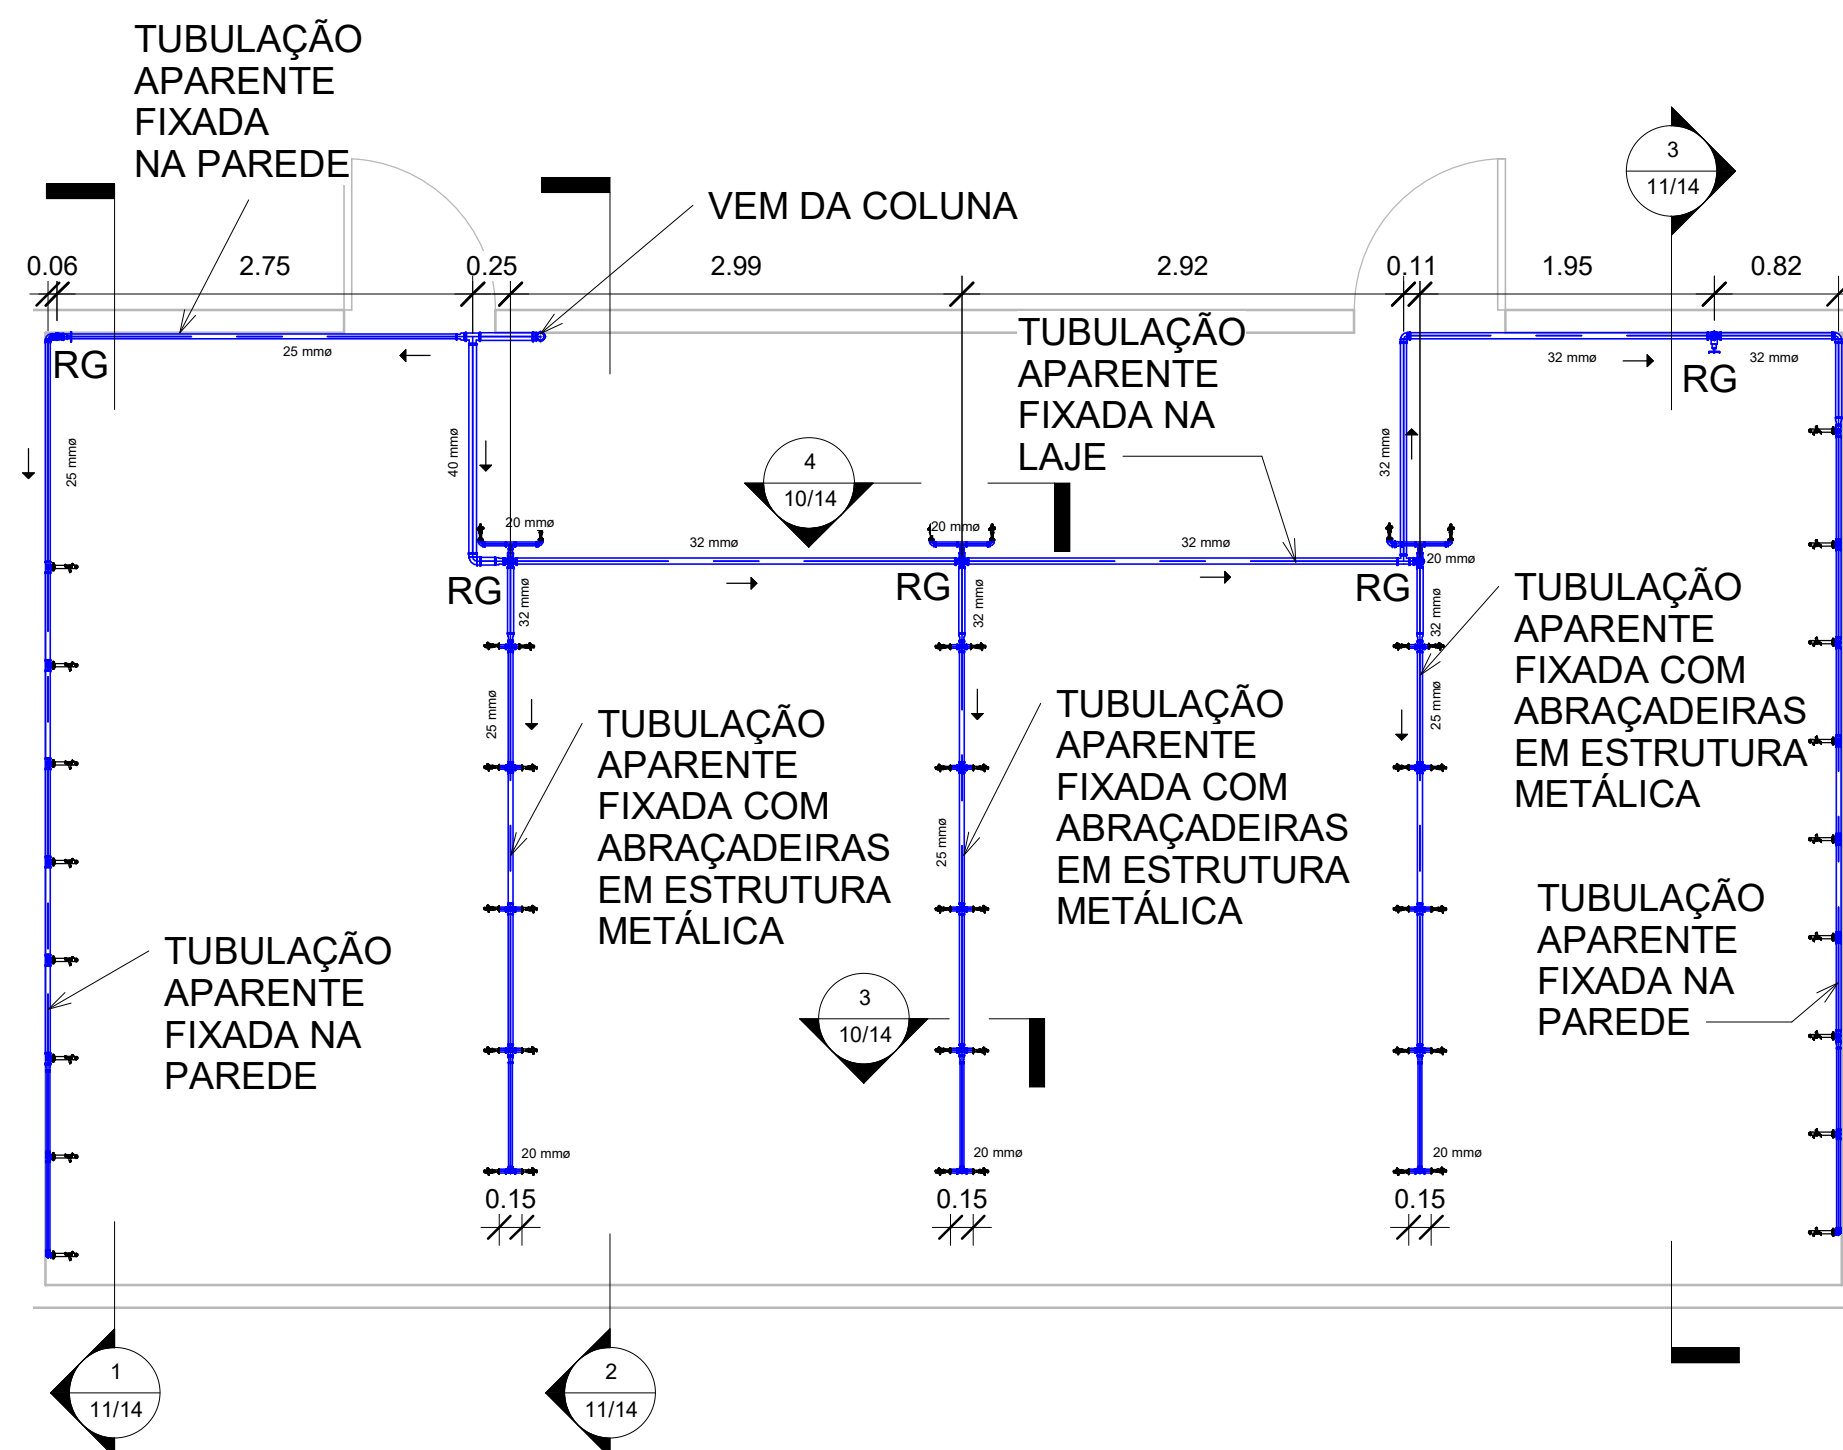 TUBULAÇÃO
APARENTE
FIXADA
NA PAREDE
VEM DA COLUNA
3
11/14
0.06
2.75
0.25
2.99
2.92
0.11
1.95
0.82
25 mmø
RG
32 mmø
32 mmø
RG
TUBULAÇÃO
APARENTE
FIXADA NA
LAJE
25 mmø
40 mmø
32 mmø
4
10/14
20 mmø
20 mmø
20 mmø
32 mmø
32 mmø
RG
RG
RG
32 mmø
32 mmø
32 mmø
25 mmø
25 mmø
25 mmø
TUBULAÇÃO
APARENTE
FIXADA COM
ABRAÇADEIRAS
EM ESTRUTURA
METÁLICA
TUBULAÇÃO
APARENTE
FIXADA COM
ABRAÇADEIRAS
EM ESTRUTURA
METÁLICA
TUBULAÇÃO
APARENTE
FIXADA COM
ABRAÇADEIRAS
EM ESTRUTURA
METÁLICA
TUBULAÇÃO
APARENTE
FIXADA NA
PAREDE
TUBULAÇÃO
APARENTE
FIXADA NA
PAREDE
3
10/14
20 mmø
20 mmø
20 mmø
0.15
0.15
0.15
1
11/14
2
11/14